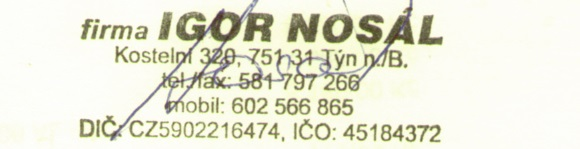 firma IGOR NOSÁL
Kostelní 320, 751 31 Týn n./B.
tel./fax: 581 797 266
mobil: 602 566 865
DIČ: CZ5902216474, IČO: 45184372